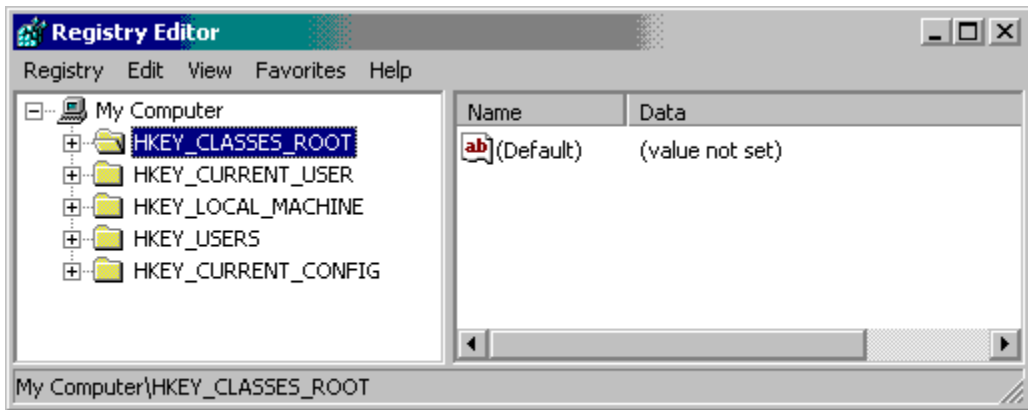 Registry Editor
Registry Edit View Favorites Help
My Computer
HKEY_CLASSES_ROOT
HKEY_CURRENT_USER
HKEY_LOCAL_MACHINE
HKEY_USERS
HKEY_CURRENT_CONFIG
Name Data
ab (Default) (value not set)
My Computer\HKEY_CLASSES_ROOT